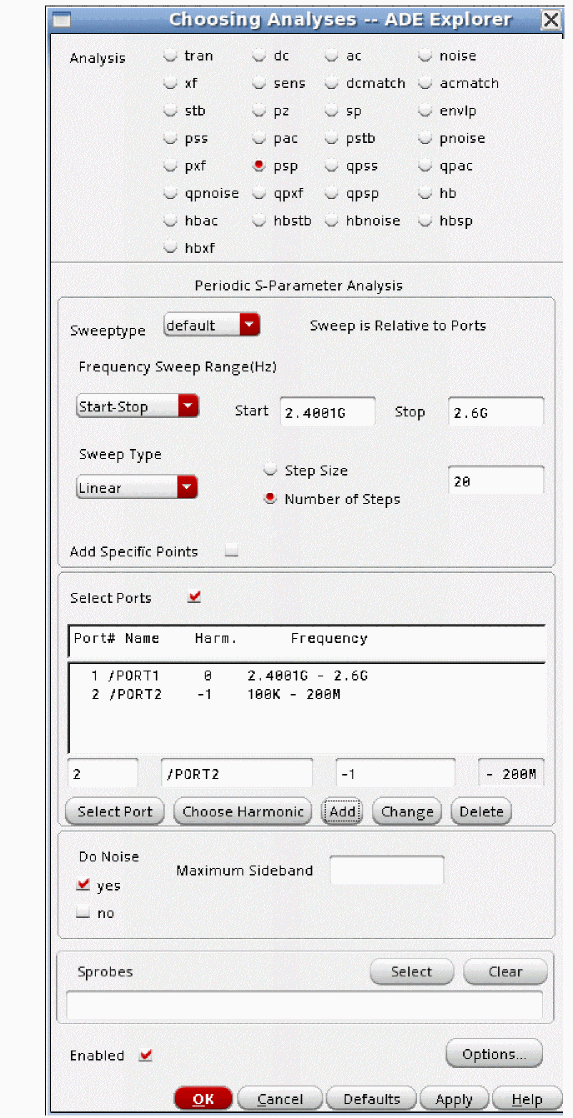 Choosing Analyses -- ADE Explorer
Analysis tran dc ac noise
xf sens dcmatch acmatch
stb pz sp envlp
pss pac pstb pnoise
pxf psp qpss qpac
qpnoise qpxf qpsp hb
hbac hbstb hbnoise hbsp
hbxf
Periodic S-Parameter Analysis
Sweeptype default Sweep is Relative to Ports
Frequency Sweep Range(Hz)
Start-Stop Start 2.4001G Stop 2.6G
Sweep Type
Linear
Step Size
Number of Steps
20
Add Specific Points
Select Ports
Port# Name Harm. Frequency
1 /PORT1 0 2.4001G - 2.6G
2 /PORT2 -1 100K - 200M
2 /PORT2 -1 - 200M
Select Port Choose Harmonic Add Change Delete
Do Noise
yes
no
Maximum Sideband
Sprobes Select Clear
Enabled Options...
OK Cancel Defaults Apply Help